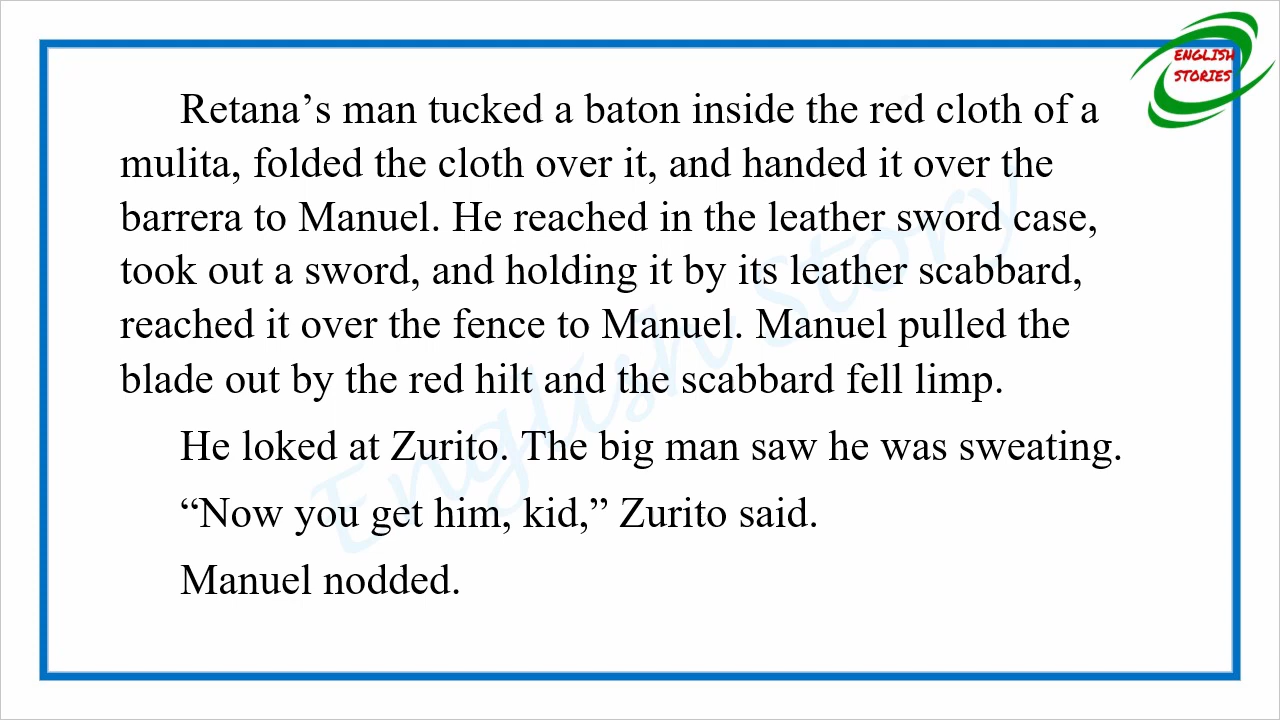 ENGLISH
STORIES
Retana’s man tucked a baton inside the red cloth of a
mulita, folded the cloth over it, and handed it over the
barrera to Manuel. He reached in the leather sword case,
took out a sword, and holding it by its leather scabbard,
reached it over the fence to Manuel. Manuel pulled the
blade out by the red hilt and the scabbard fell limp.
He loked at Zurito. The big man saw he was sweating.
“Now you get him, kid,” Zurito said.
Manuel nodded.
English Story